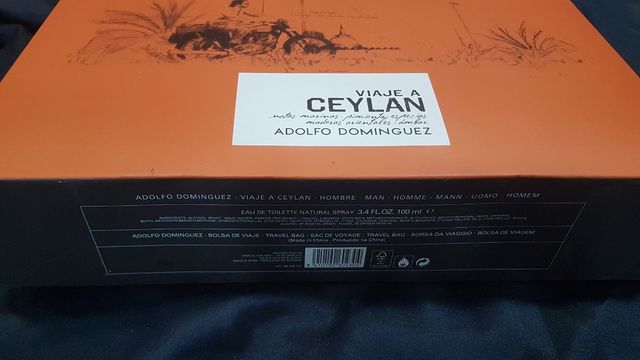 VIAJE A
CEYLAN
notas marinas · pimienta, especias
maderas orientales · ámbar
ADOLFO DOMINGUEZ
ADOLFO DOMINGUEZ · VIAJE A CEYLAN · HOMBRE · MAN · HOMME · MANN · UOMO · HOMEM
EAU DE TOILETTE NATURAL SPRAY 3.4 FL.OZ. 100 ml ℮
ADOLFO DOMINGUEZ · BOLSA DE VIAJE · TRAVEL BAG · SAC DE VOYAGE · TRAVEL BAG · BORSA DA VIAGGIO · BOLSA DE VIAGEM
(Made in China · Produzido na China)